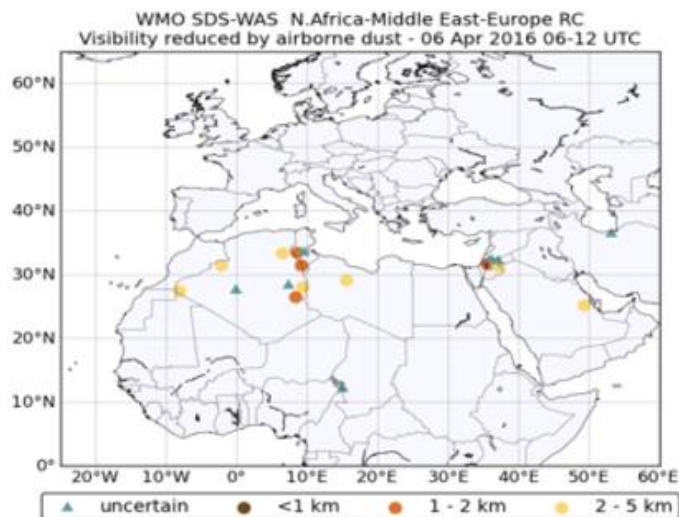 WMO SDS-WAS N.Africa-Middle East-Europe RC
Visibility reduced by airborne dust - 06 Apr 2016 06-12 UTC
60°N
50°N
40°N
30°N
20°N
10°N
0°
20°W 10°W 0° 10°E 20°E 30°E 40°E 50°E 60°E
uncertain <1 km 1 - 2 km 2 - 5 km